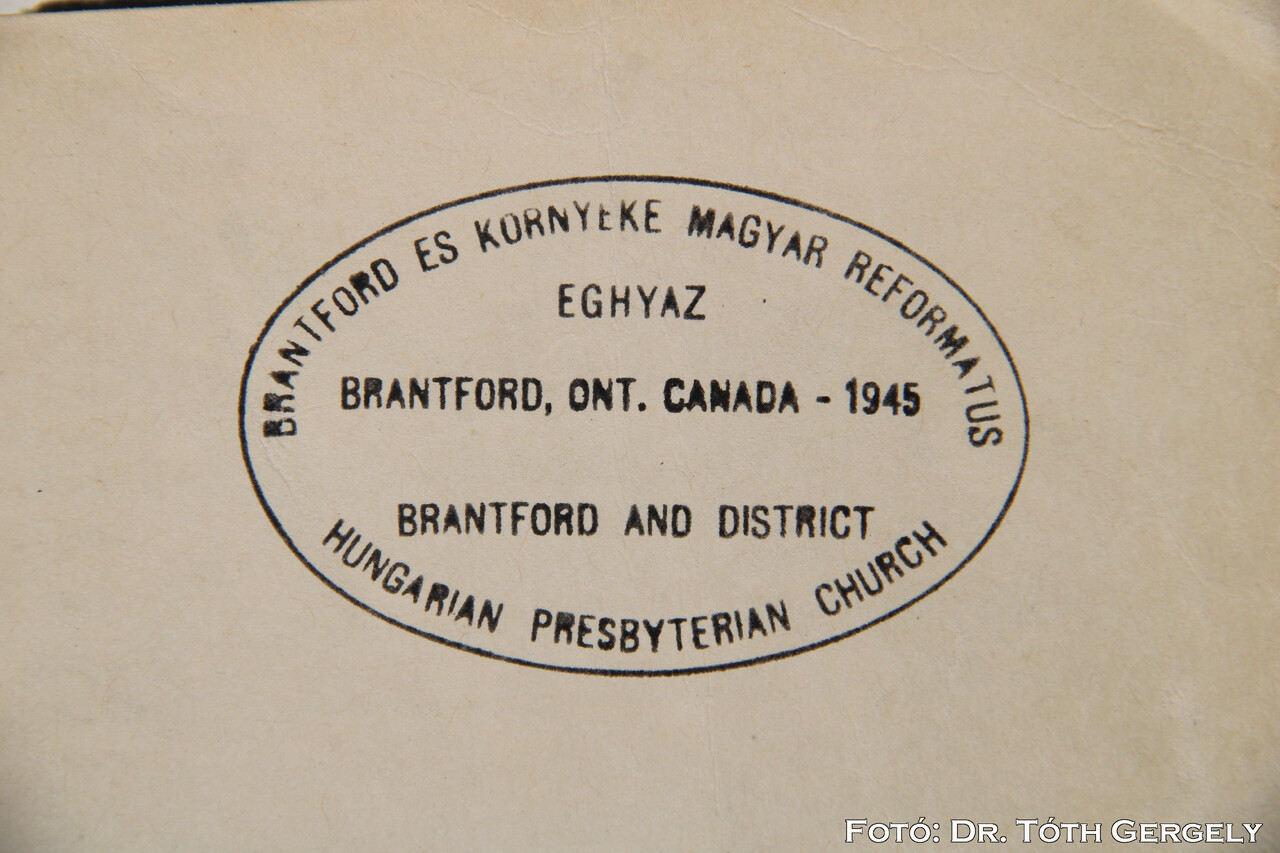 BRANTFORD ES KORNYEKE MAGYAR REFORMATUS
EGHYAZ
BRANTFORD, ONT. CANADA - 1945
BRANTFORD AND DISTRICT
HUNGARIAN PRESBYTERIAN CHURCH
FOTÓ: DR. TÓTH GERGELY